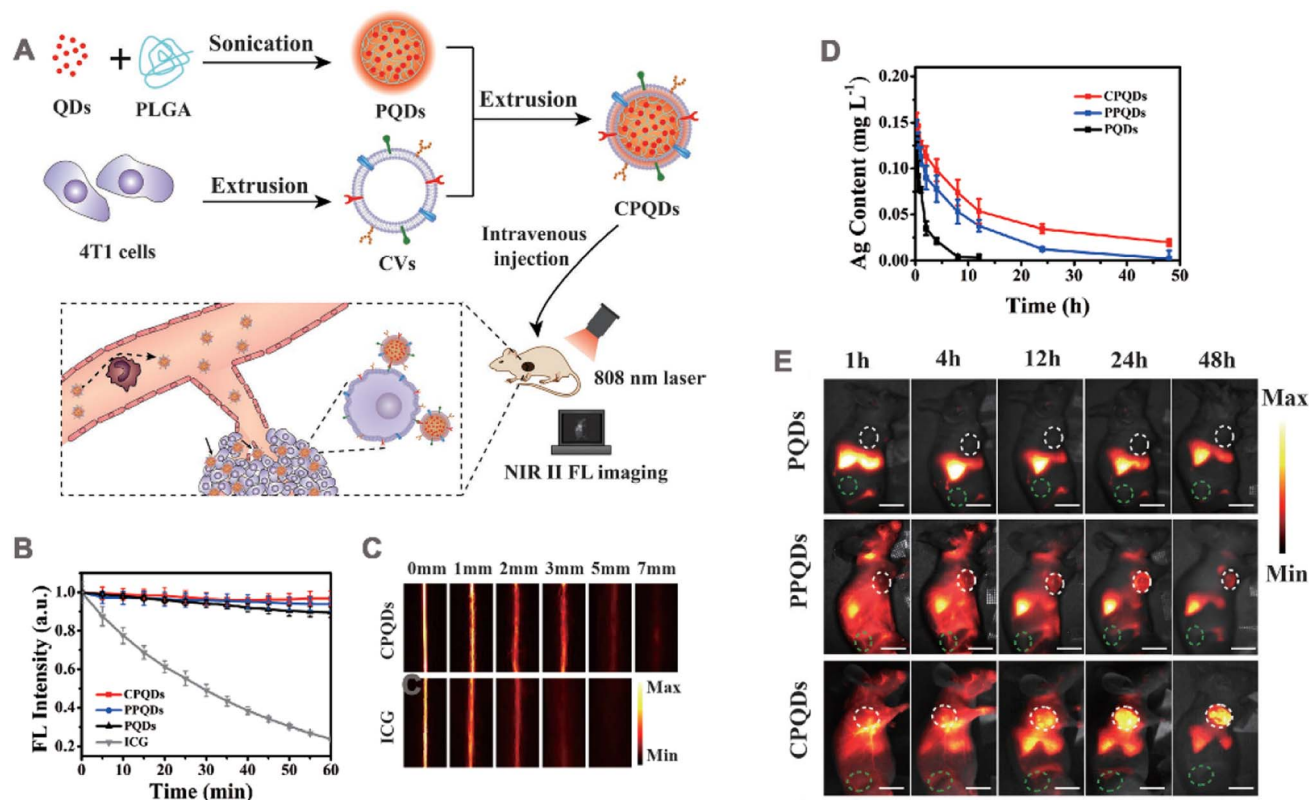 A
QDs
+
PLGA
Sonication
PQDs
4T1 cells
Extrusion
CVs
Extrusion
CPQDs
Intravenous
injection
808 nm laser
NIR II FL imaging
B
FL Intensity (a.u.)
1.0
0.8
0.6
0.4
0.2
CPQDs
PPQDs
PQDs
ICG
0 10 20 30 40 50 60
Time (min)
C
0mm 1mm 2mm 3mm 5mm 7mm
CPQDs
C
ICG
Max
Min
D
Ag Content (mg L⁻¹)
0.20
0.15
0.10
0.05
0.00
CPQDs
PPQDs
PQDs
0 10 20 30 40 50
Time (h)
E
1h 4h 12h 24h 48h
PQDs
PPQDs
CPQDs
Max
Min